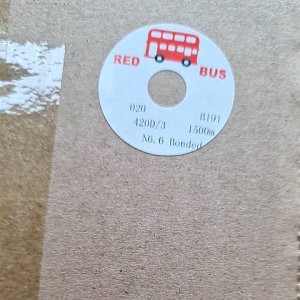 RED BUS
020 B191
420D/3 1500m
N6.6 Bonded